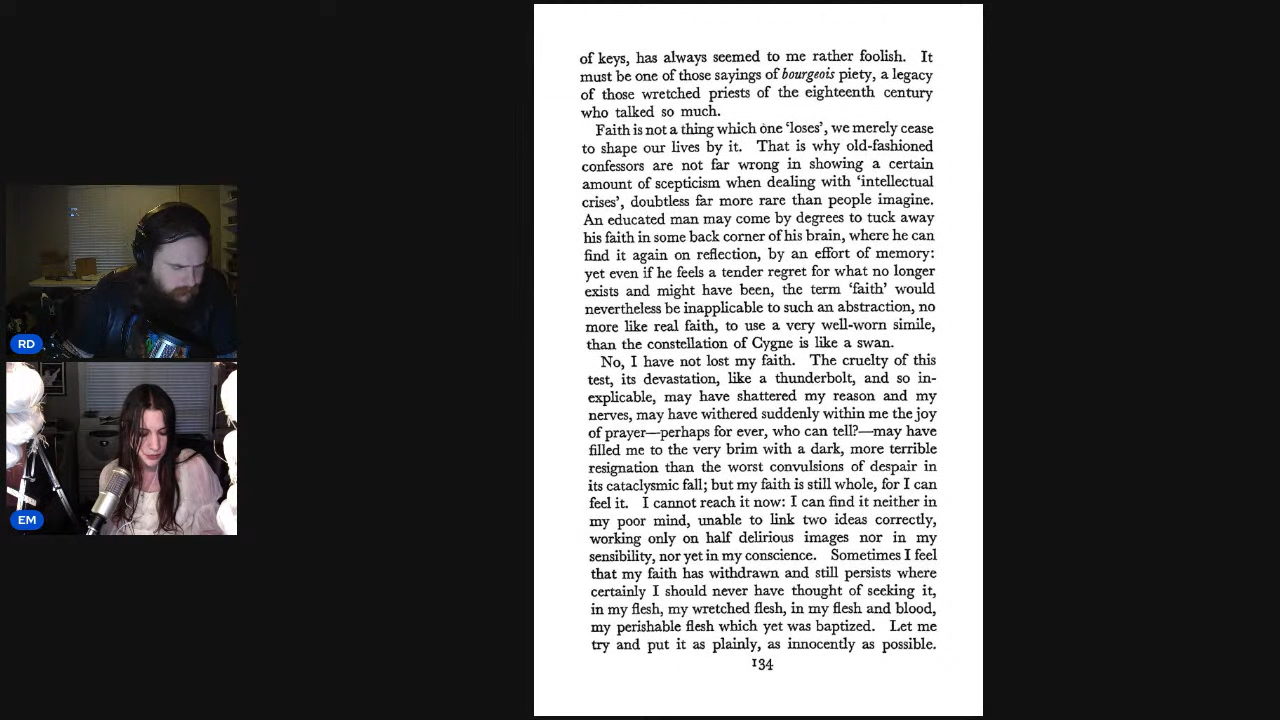 of keys, has always seemed to me rather foolish. It
must be one of those sayings of bourgeois piety, a legacy
of those wretched priests of the eighteenth century
who talked so much.
Faith is not a thing which one ‘loses’, we merely cease
to shape our lives by it. That is why old-fashioned
confessors are not far wrong in showing a certain
amount of scepticism when dealing with ‘intellectual
crises’, doubtless far more rare than people imagine.
An educated man may come by degrees to tuck away
his faith in some back corner of his brain, where he can
find it again on reflection, by an effort of memory:
yet even if he feels a tender regret for what no longer
exists and might have been, the term ‘faith’ would
nevertheless be inapplicable to such an abstraction, no
more like real faith, to use a very well-worn simile,
than the constellation of Cygne is like a swan.
No, I have not lost my faith. The cruelty of this
test, its devastation, like a thunderbolt, and so in-
explicable, may have shattered my reason and my
nerves, may have withered suddenly within me the joy
of prayer—perhaps for ever, who can tell?—may have
filled me to the very brim with a dark, more terrible
resignation than the worst convulsions of despair in
its cataclysmic fall; but my faith is still whole, for I can
feel it. I cannot reach it now: I can find it neither in
my poor mind, unable to link two ideas correctly,
working only on half delirious images nor in my
sensibility, nor yet in my conscience. Sometimes I feel
that my faith has withdrawn and still persists where
certainly I should never have thought of seeking it,
in my flesh, my wretched flesh, in my flesh and blood,
my perishable flesh which yet was baptized. Let me
try and put it as plainly, as innocently as possible.
134
RD
EM